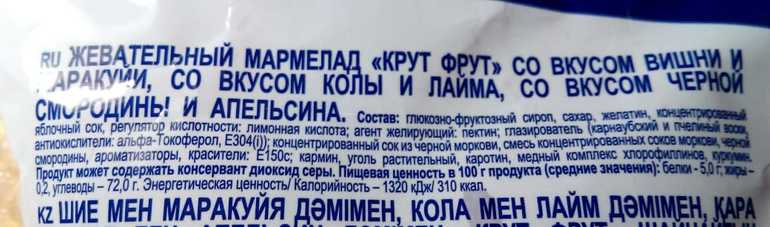 RU ЖЕВАТЕЛЬНЫЙ МАРМЕЛАД «КРУТ ФРУТ» СО ВКУСОМ ВИШНИ И
МАРАКУЙИ, СО ВКУСОМ КОЛЫ И ЛАЙМА, СО ВКУСОМ ЧЕРНОЙ
СМОРОДИНЫ И АПЕЛЬСИНА. Состав: глюкозно-фруктозный сироп, сахар, желатин, концентрированный
яблочный сок, регулятор кислотности: лимонная кислота; агент желирующий: пектин; глазирователь (карнаубский и пчелиный воски,
антиокислители: альфа-Токоферол, Е304(i)); концентрированный сок из черной моркови, смесь концентрированных соков моркови, черной
смородины, ароматизаторы, красители: Е150с; кармин, уголь растительный, каротин, медный комплекс хлорофиллинов, куркумин.
Продукт может содержать консервант диоксид серы. Пищевая ценность в 100 г продукта (средние значения): белки - 5,0 г; жиры –
0,2, углеводы – 72,0 г. Энергетическая ценность/ Калорийность – 1320 кДж/ 310 ккал.
KZ ШИЕ МЕН МАРАКУЙЯ ДӘМІМЕН, КОЛА МЕН ЛАЙМ ДӘМІМЕН, ҚАРА